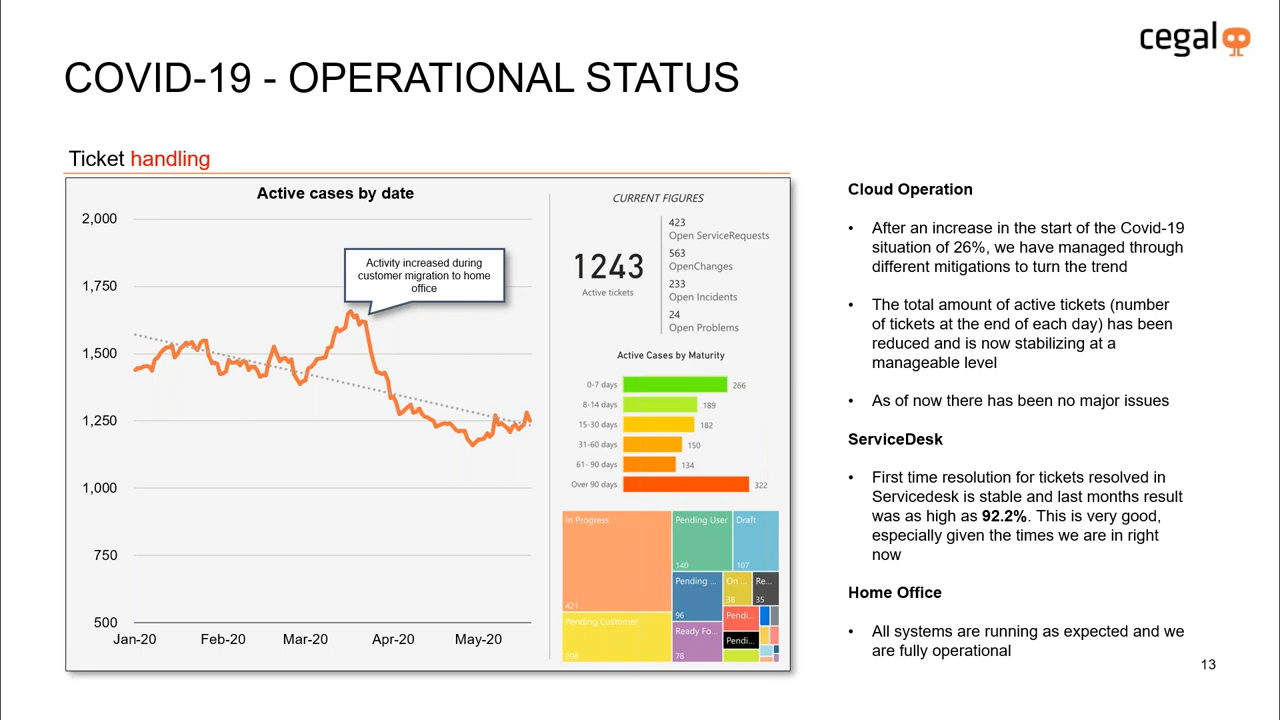 cegal
COVID-19 - OPERATIONAL STATUS
Ticket handling
Active cases by date
2,000
1,750
1,500
1,250
1,000
750
500
Jan-20 Feb-20 Mar-20 Apr-20 May-20
Activity increased during
customer migration to home
office
CURRENT FIGURES
1243
Active tickets
423
Open ServiceRequests
563
OpenChanges
233
Open Incidents
24
Open Problems
Active Cases by Maturity
0-7 days 266
8-14 days 189
15-30 days 182
31-60 days 150
61- 90 days 134
Over 90 days 322
In Progress
421
Pending Customer
Pending User
140
Draft
107
Pending ...
96
On ...
38
Re...
35
Ready Fo...
78
Pendi...
Pendi...
Cloud Operation
• After an increase in the start of the Covid-19
situation of 26%, we have managed through
different mitigations to turn the trend
• The total amount of active tickets (number
of tickets at the end of each day) has been
reduced and is now stabilizing at a
manageable level
• As of now there has been no major issues
ServiceDesk
• First time resolution for tickets resolved in
Servicedesk is stable and last months result
was as high as 92.2%. This is very good,
especially given the times we are in right
now
Home Office
• All systems are running as expected and we
are fully operational
13